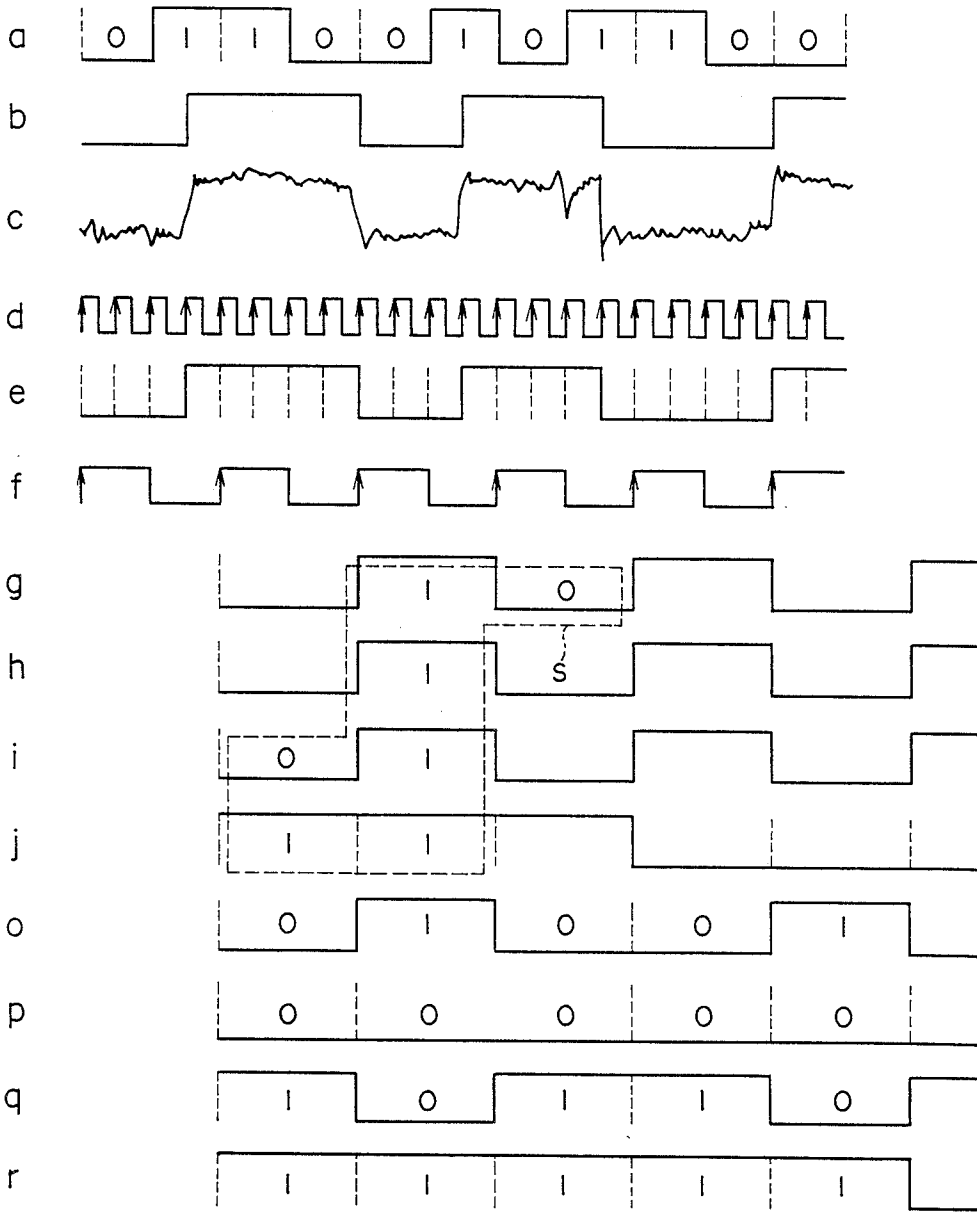 a 0 1 1 0 0 1 0 1 1 0 0
b
c
d
e
f
g 1 0
h 1 S
i 0 1
j 1 1
o 0 1 0 0 1
p 0 0 0 0 0
q 1 0 1 1 0
r 1 1 1 1 1